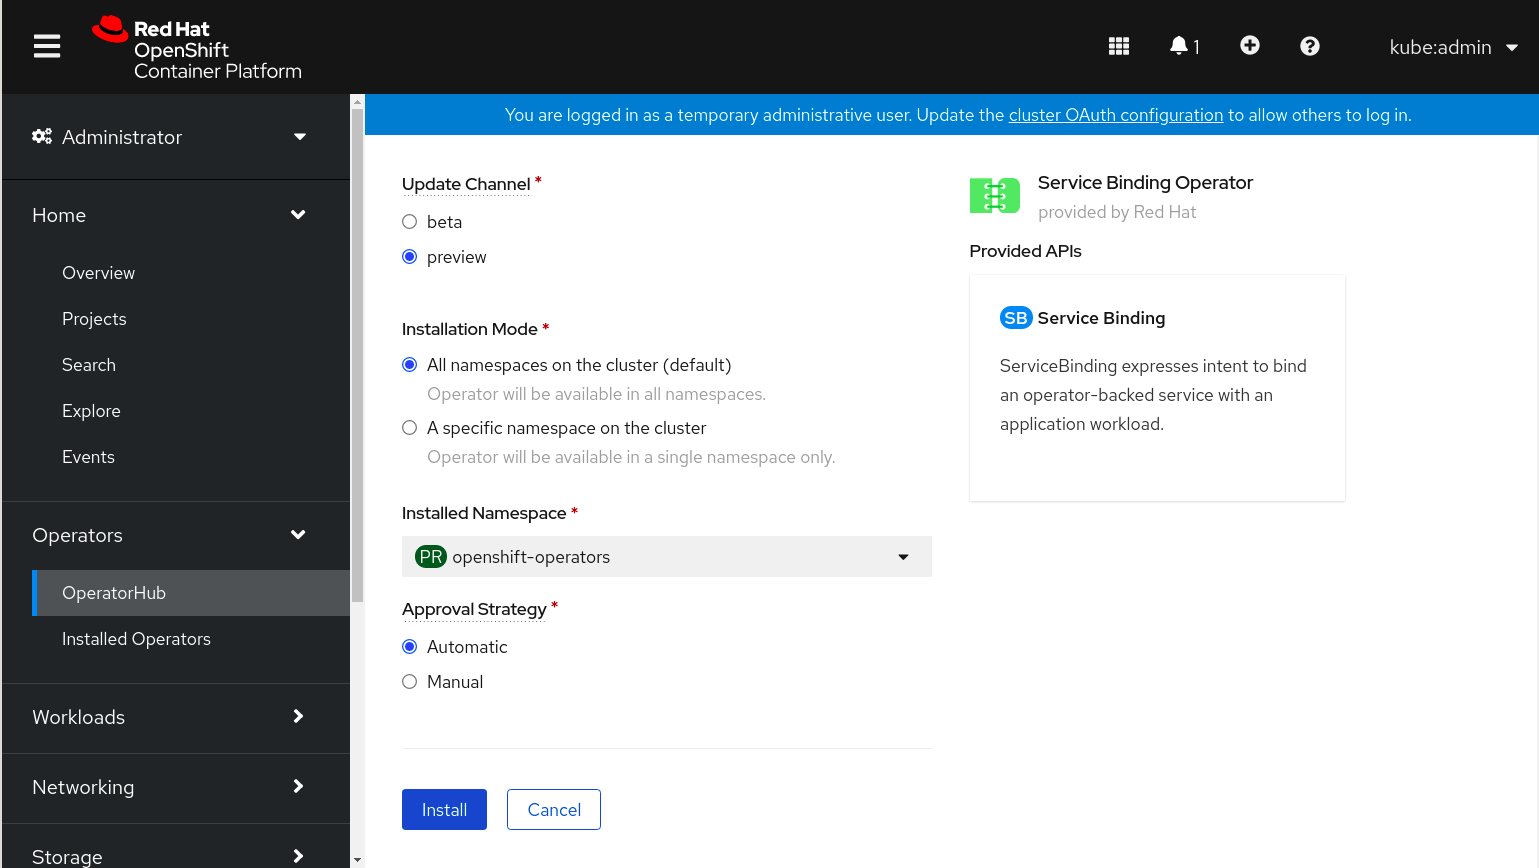 Red Hat
OpenShift
Container Platform
1
kube:admin
Administrator
Home
Overview
Projects
Search
Explore
Events
Operators
OperatorHub
Installed Operators
Workloads
Networking
Storage
You are logged in as a temporary administrative user. Update the cluster OAuth configuration to allow others to log in.
Update Channel *
beta
preview
Installation Mode *
All namespaces on the cluster (default)
Operator will be available in all namespaces.
A specific namespace on the cluster
Operator will be available in a single namespace only.
Installed Namespace *
PR openshift-operators
Approval Strategy *
Automatic
Manual
Install
Cancel
Service Binding Operator
provided by Red Hat
Provided APIs
SB Service Binding
ServiceBinding expresses intent to bind
an operator-backed service with an
application workload.